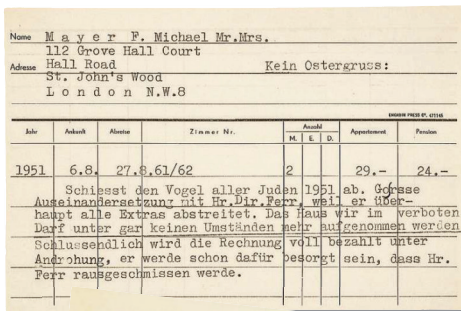 Name M a y e r F. Michael Mr.Mrs.
112 Grove Hall Court
Adresse Hall Road Kein Ostergruss:
St. John's Wood
L o n d o n N.W.8
ENGADIN PRESS
Jahr Ankunft Abreise Zimmer Nr. Anzahl Appartement Pension
M. E. D.
1951 6.8. 27.8.61/62 2 29.- 24.-
Schiesst den Vogel aller Juden 1951 ab. Gorsse
Auseinandersetzung mit Hr.Dir.Ferr, weil er über-
haupt alle Extras abstreitet. Das Haus wir im verboten
Darf unter gar keinen Umständen mehr aufgenommen werden
Schlussendlich wird die Rechnung voll bezahlt unter
Androhung, er werde schon dafür besorgt sein, dass Hr.
Ferr rausgeschmissen werde.